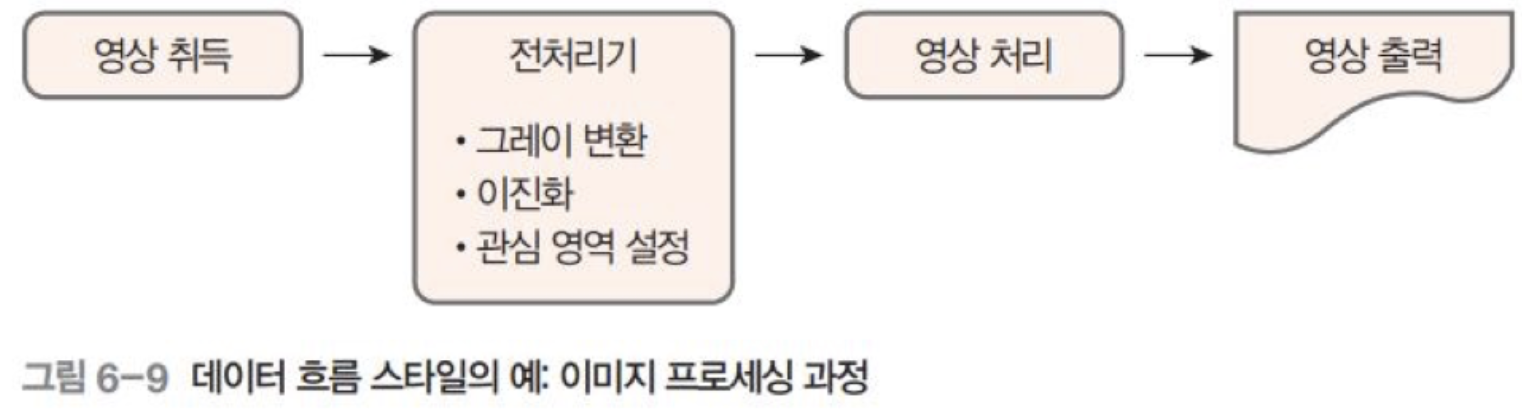 영상 취득
전처리기
• 그레이 변환
• 이진화
• 관심 영역 설정
영상 처리
영상 출력
그림 6-9 데이터 흐름 스타일의 예: 이미지 프로세싱 과정